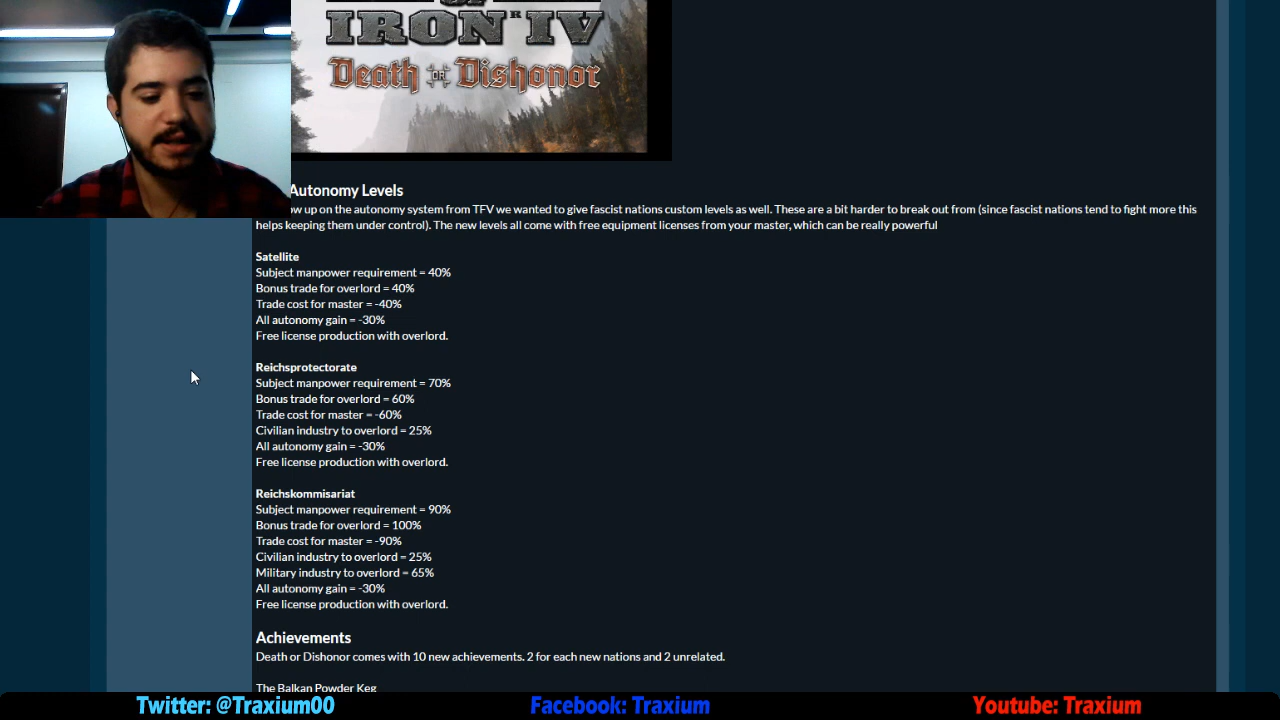 IRON IV
Death OR Dishonor
Autonomy Levels
ow up on the autonomy system from TFV we wanted to give fascist nations custom levels as well. These are a bit harder to break out from (since fascist nations tend to fight more this
helps keeping them under control). The new levels all come with free equipment licenses from your master, which can be really powerful
Satellite
Subject manpower requirement = 40%
Bonus trade for overlord = 40%
Trade cost for master = -40%
All autonomy gain = -30%
Free license production with overlord.
Reichsprotectorate
Subject manpower requirement = 70%
Bonus trade for overlord = 60%
Trade cost for master = -60%
Civilian industry to overlord = 25%
All autonomy gain = -30%
Free license production with overlord.
Reichskommisariat
Subject manpower requirement = 90%
Bonus trade for overlord = 100%
Trade cost for master = -90%
Civilian industry to overlord = 25%
Military industry to overlord = 65%
All autonomy gain = -30%
Free license production with overlord.
Achievements
Death or Dishonor comes with 10 new achievements. 2 for each new nations and 2 unrelated.
The Balkan Powder Keg
Twitter: @Traxium00 Facebook: Traxium Youtube: Traxium